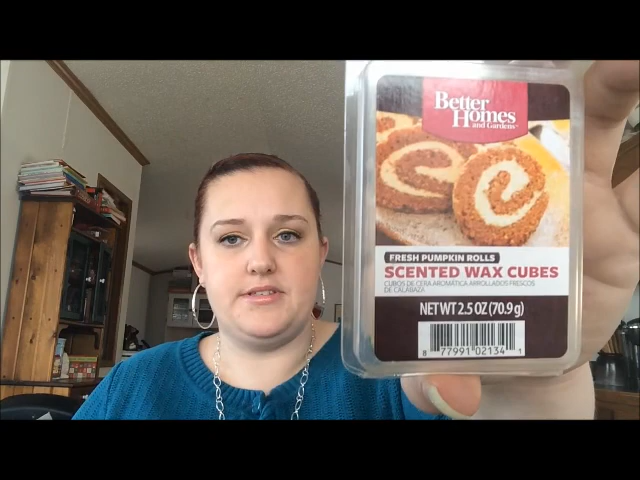 Better
Homes
and Gardens
FRESH PUMPKIN ROLLS
SCENTED WAX CUBES
CUBOS DE CERA AROMÁTICA ARROLLADOS FRESCOS
DE CALABAZA
NET WT 2.5 OZ (70.9g)
8 77991 02134 1